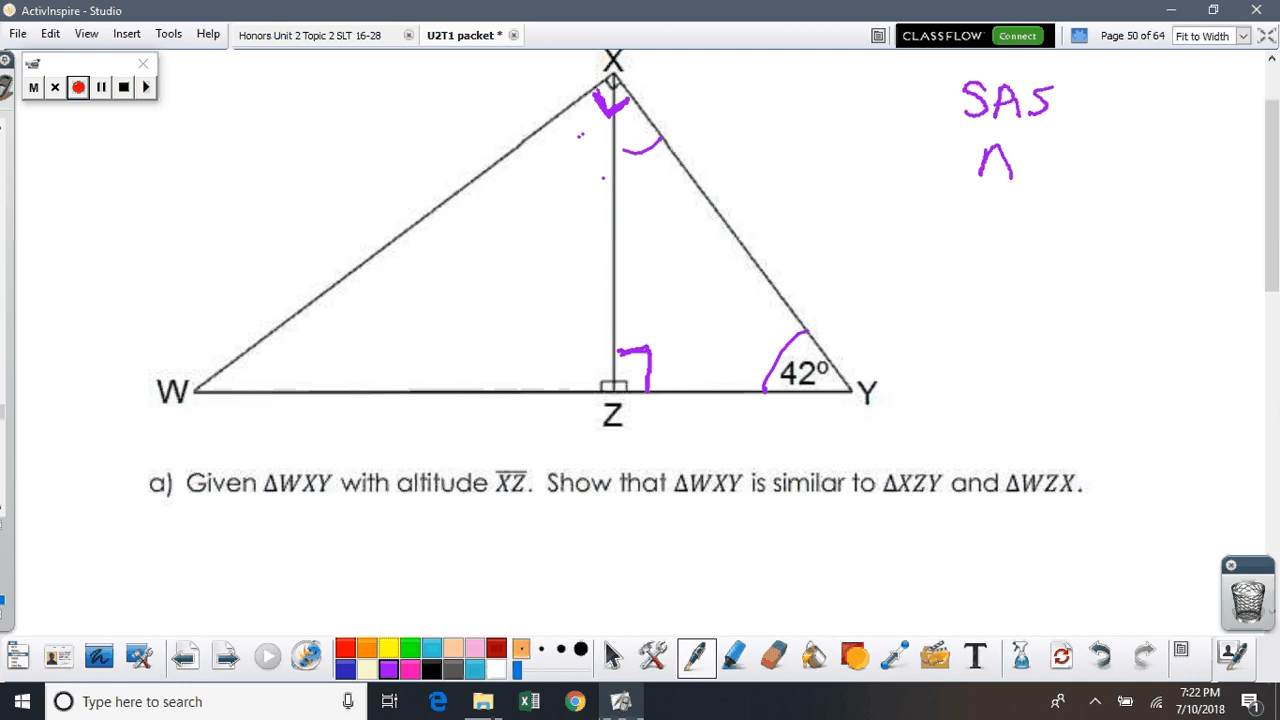 ActivInspire - Studio
File Edit View Insert Tools Help
Honors Unit 2 Topic 2 SLT 16-28
U2T1 packet *
CLASSFLOW Connect
Page 50 of 64
Fit to Width
M
X
SAS
W
Z
42º
Y
a) Given ΔWXY with altitude X͞Z͞. Show that ΔWXY is similar to ΔXZY and ΔWZX.
T
Type here to search
7:22 PM
7/10/2018
1